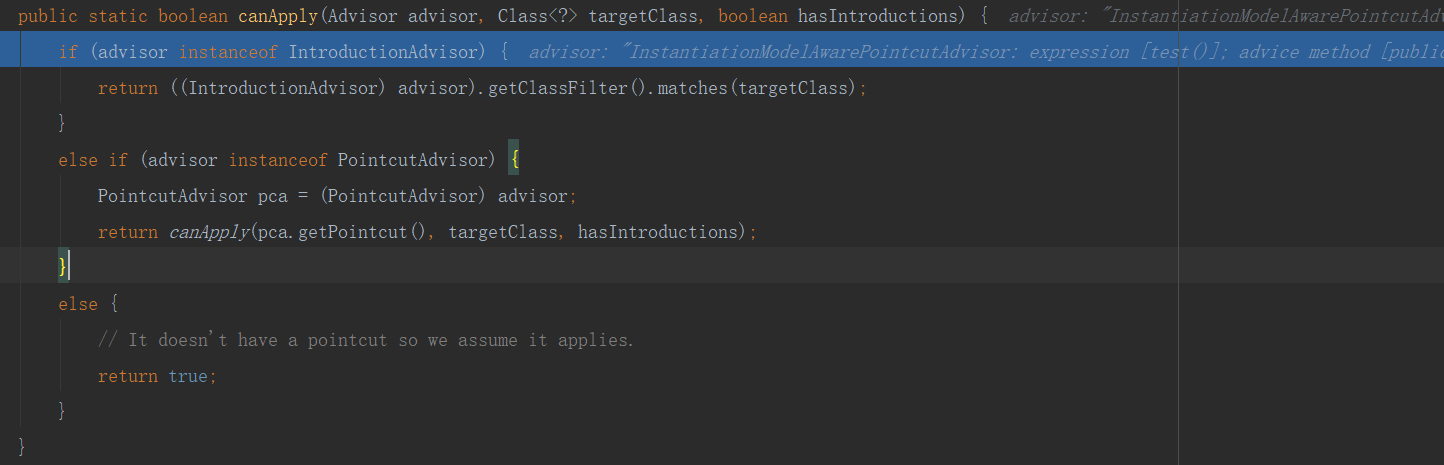 public static boolean canApply(Advisor advisor, Class<?> targetClass, boolean hasIntroductions) {  advisor: "InstantiationModelAwarePointcutAdv
if (advisor instanceof IntroductionAdvisor) {  advisor: "InstantiationModelAwarePointcutAdvisor: expression [test()]; advice method [public
return ((IntroductionAdvisor) advisor).getClassFilter().matches(targetClass);
}
else if (advisor instanceof PointcutAdvisor) {
PointcutAdvisor pca = (PointcutAdvisor) advisor;
return canApply(pca.getPointcut(), targetClass, hasIntroductions);
}
else {
// It doesn't have a pointcut so we assume it applies.
return true;
}
}